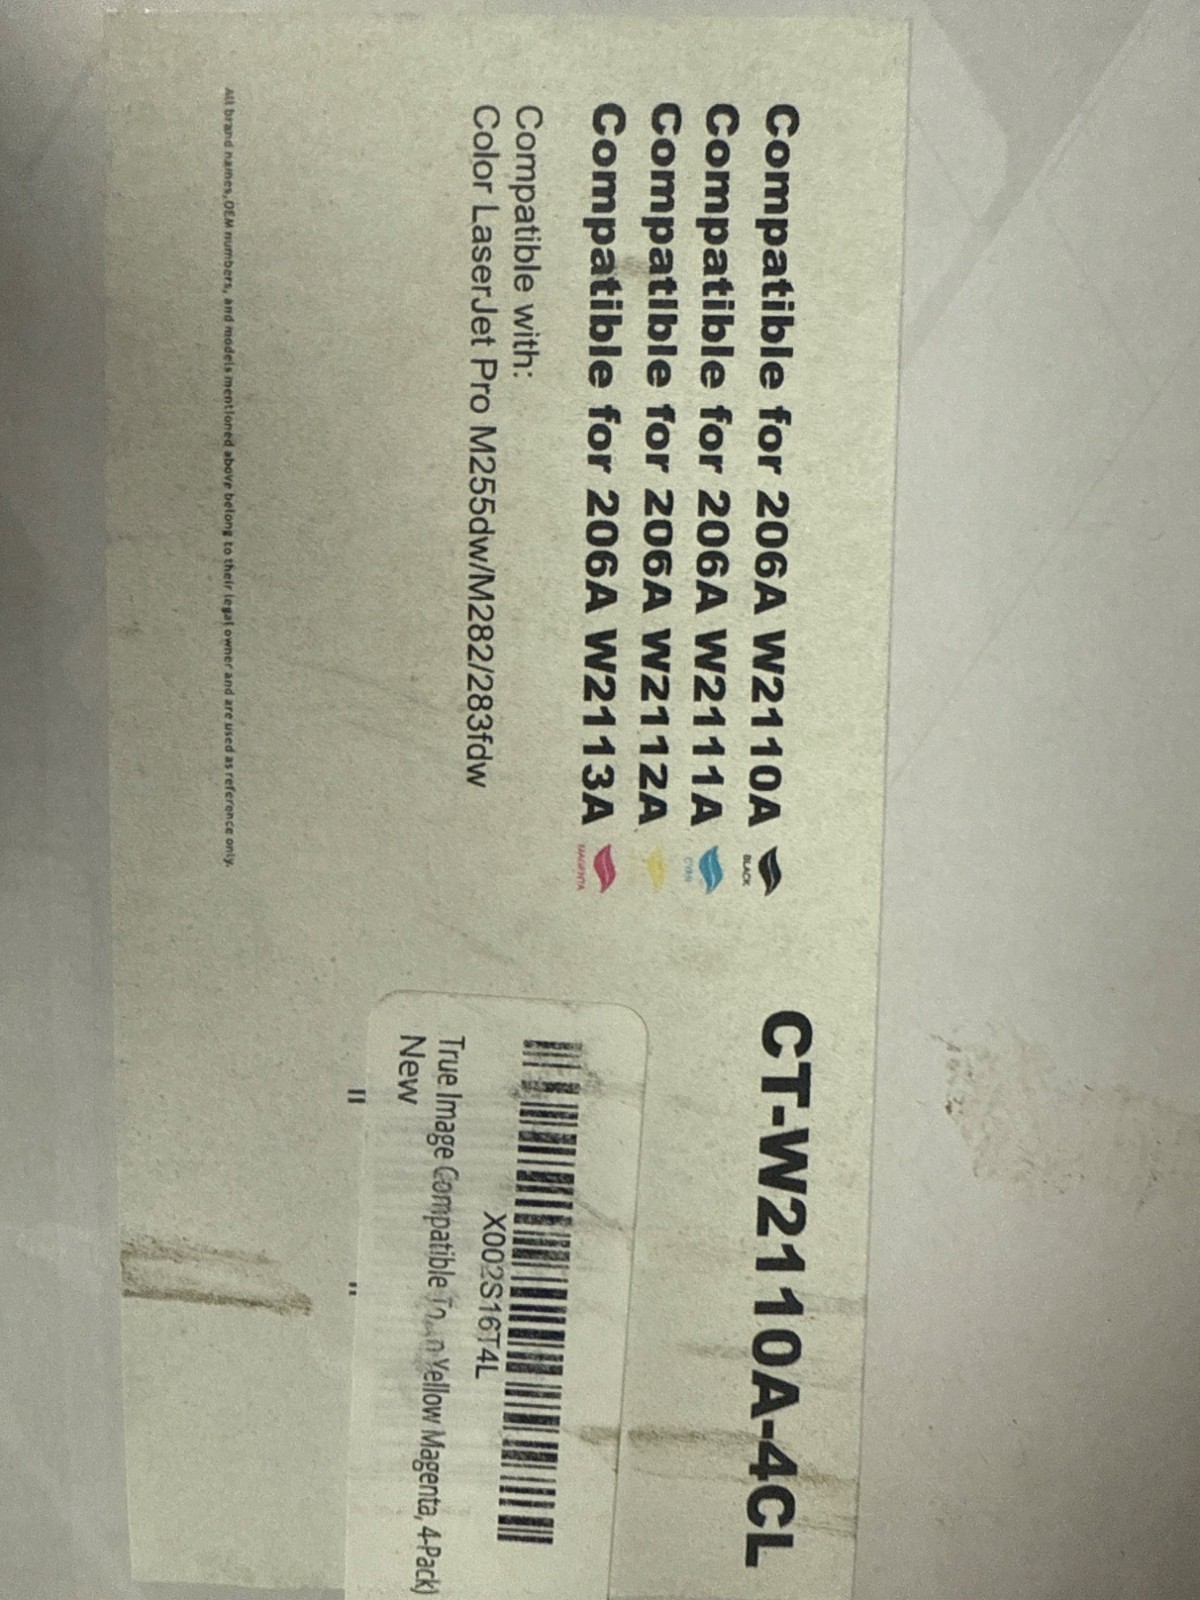 Compatible for 206A W2110A
BLACK
Compatible for 206A W2111A
CYAN
Compatible for 206A W2112A
Compatible for 206A W2113A
MAGENTA
Compatible with:
Color LaserJet Pro M255dw/M282/283fdw
All brand names, OEM numbers, and models mentioned above belong to their legal owner and are used as reference only.
CT-W2110A-4CL
X002S16T4L
True Image Compatible Yellow Magenta, 4-Pack)
New